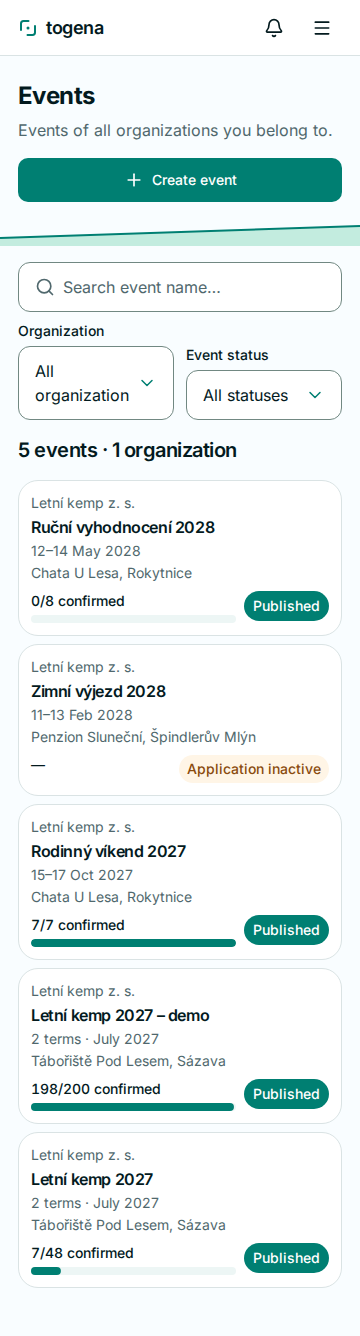 togena
Events
Events of all organizations you belong to.
Create event
Search event name...
Organization
All
organization
Event status
All statuses
5 events · 1 organization
Letní kemp z. s.
Ruční vyhodnocení 2028
12–14 May 2028
Chata U Lesa, Rokytnice
0/8 confirmed
Published
Letní kemp z. s.
Zimní výjezd 2028
11–13 Feb 2028
Penzion Sluneční, Špindlerův Mlýn
—
Application inactive
Letní kemp z. s.
Rodinný víkend 2027
15–17 Oct 2027
Chata U Lesa, Rokytnice
7/7 confirmed
Published
Letní kemp z. s.
Letní kemp 2027 – demo
2 terms · July 2027
Tábořiště Pod Lesem, Sázava
198/200 confirmed
Published
Letní kemp z. s.
Letní kemp 2027
2 terms · July 2027
Tábořiště Pod Lesem, Sázava
7/48 confirmed
Published